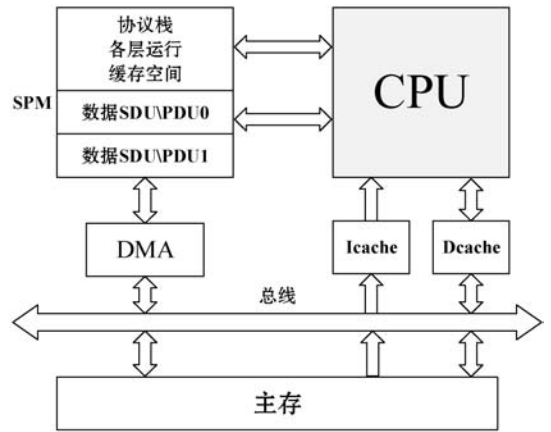 协议栈
各层运行
缓存空间
SPM
数据SDU\PDU0
数据SDU\PDU1
CPU
DMA
Icache
Dcache
总线
主存